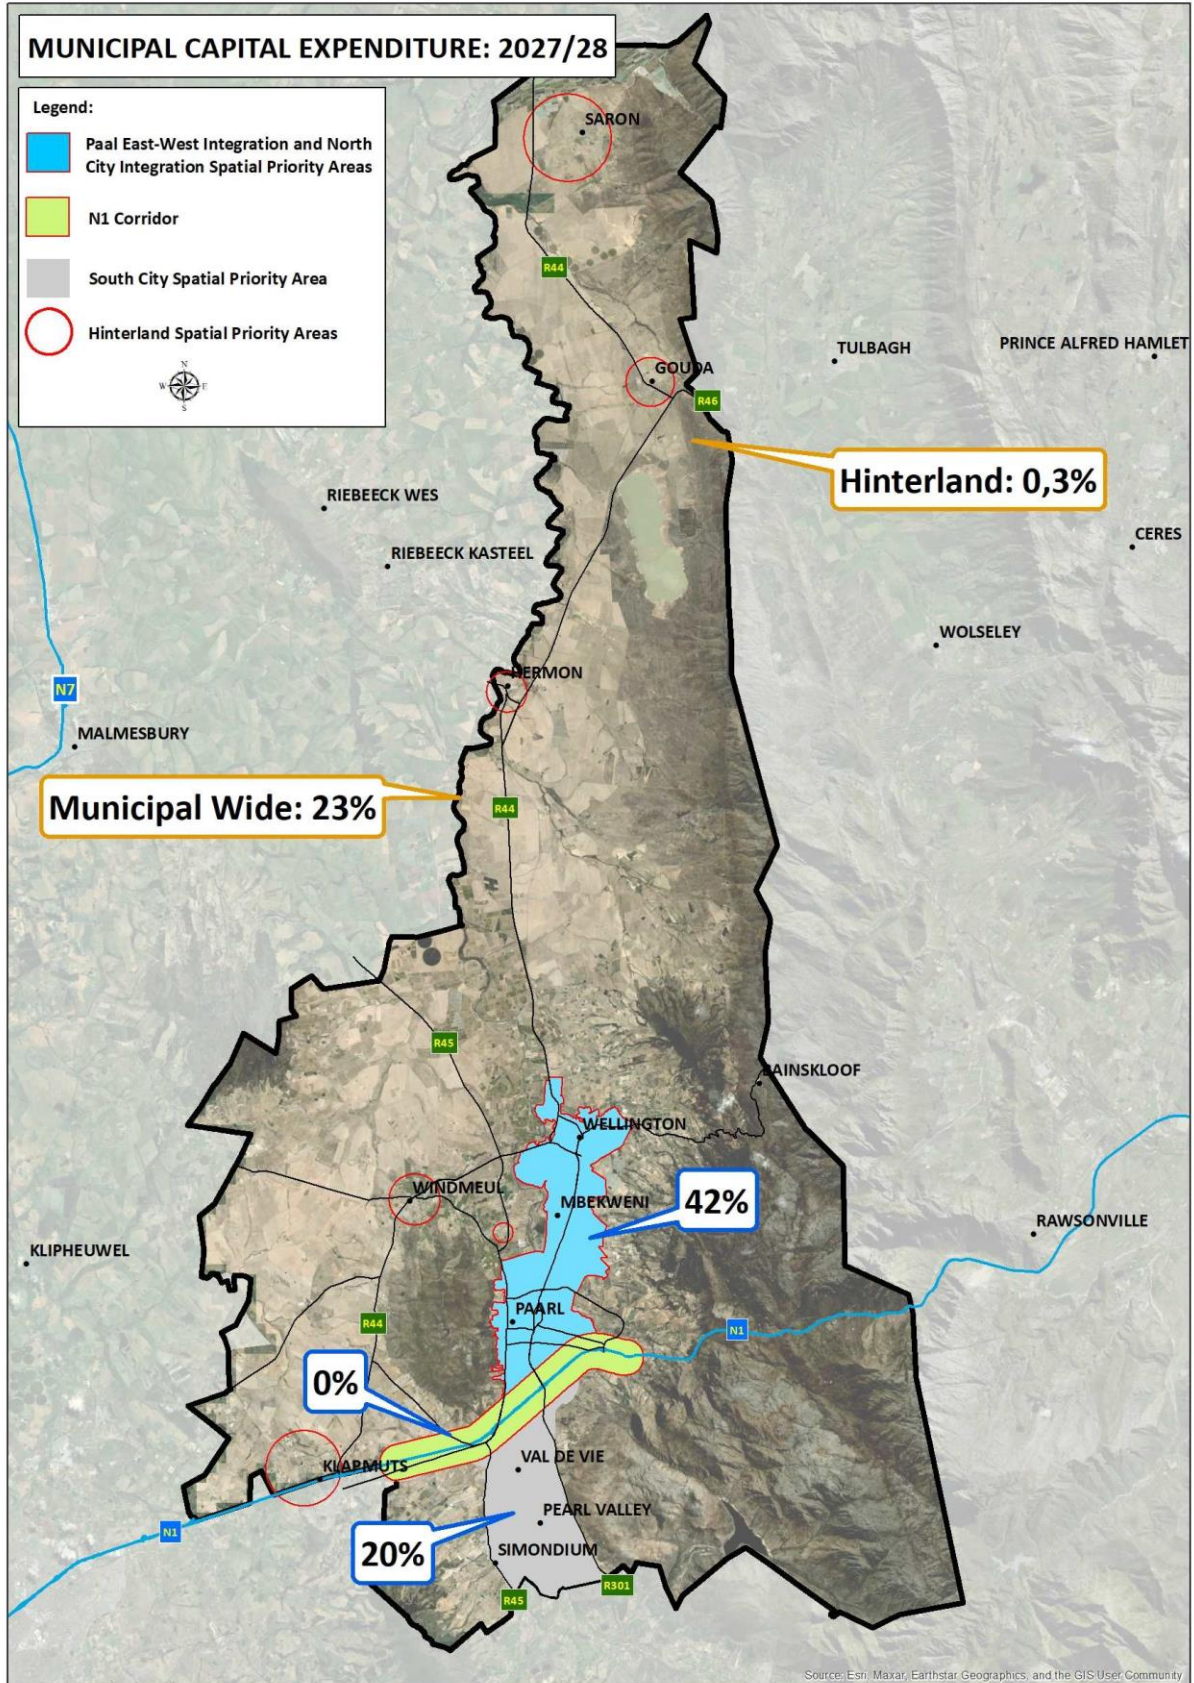 MUNICIPAL CAPITAL EXPENDITURE: 2027/28
Legend:
Paal East-West Integration and North
City Integration Spatial Priority Areas
N1 Corridor
South City Spatial Priority Area
Hinterland Spatial Priority Areas
N
W E
S
SARON
R44
TULBAGH
PRINCE ALFRED HAMLET
GOUDA
R46
Hinterland: 0,3%
RIEBEECK WES
CERES
RIEBEECK KASTEEL
WOLSELEY
HERMON
N7
MALMESBURY
Municipal Wide: 23%
R44
R45
BAINSKLOOF
WELLINGTON
WINDMEUL
MBEKWENI
42%
RAWSONVILLE
KLIPHEUWEL
PAARL
R44
N1
0%
VAL DE VIE
KLAPMUTS
PEARL VALLEY
N1
20%
SIMONDIUM
R301
R45
Source: Esri, Maxar, Earthstar Geographics, and the GIS User Community